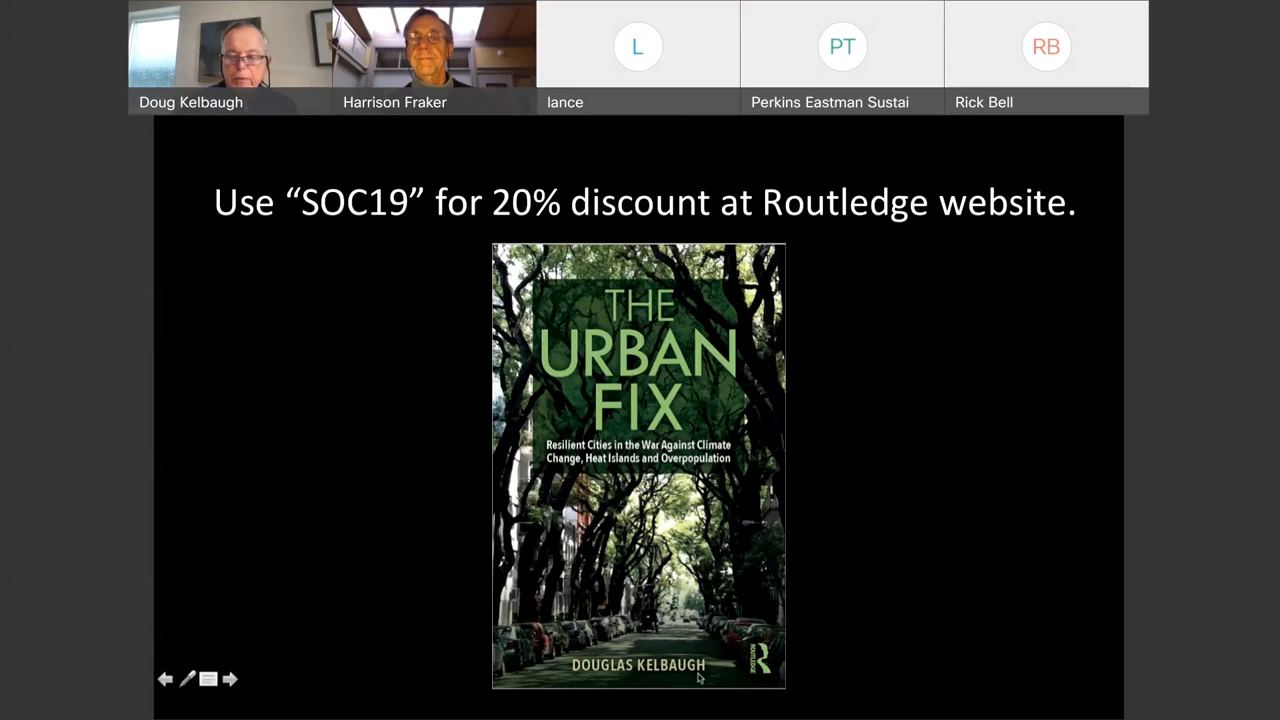 L
PT
RB
Doug Kelbaugh
Harrison Fraker
lance
Perkins Eastman Sustai
Rick Bell
Use “SOC19” for 20% discount at Routledge website.
THE
URBAN
FIX
Resilient Cities in the War Against Climate
Change, Heat Islands and Overpopulation
DOUGLAS KELBAUGH
ROUTLEDGE